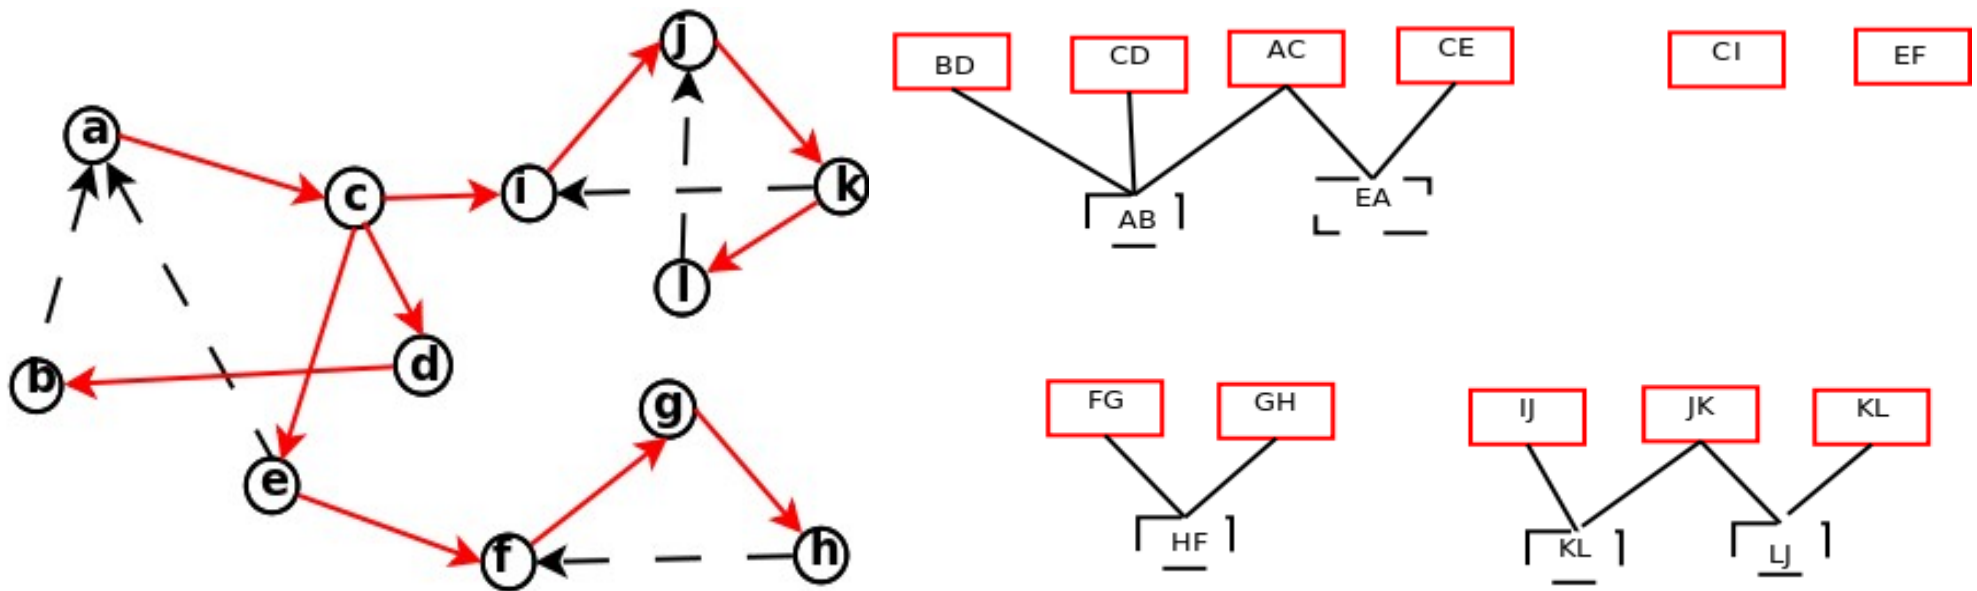 j
a
c
i
k
l
b
d
g
e
f
h
BD CD AC CE CI EF
AB EA
FG GH IJ JK KL
HF KL LJ